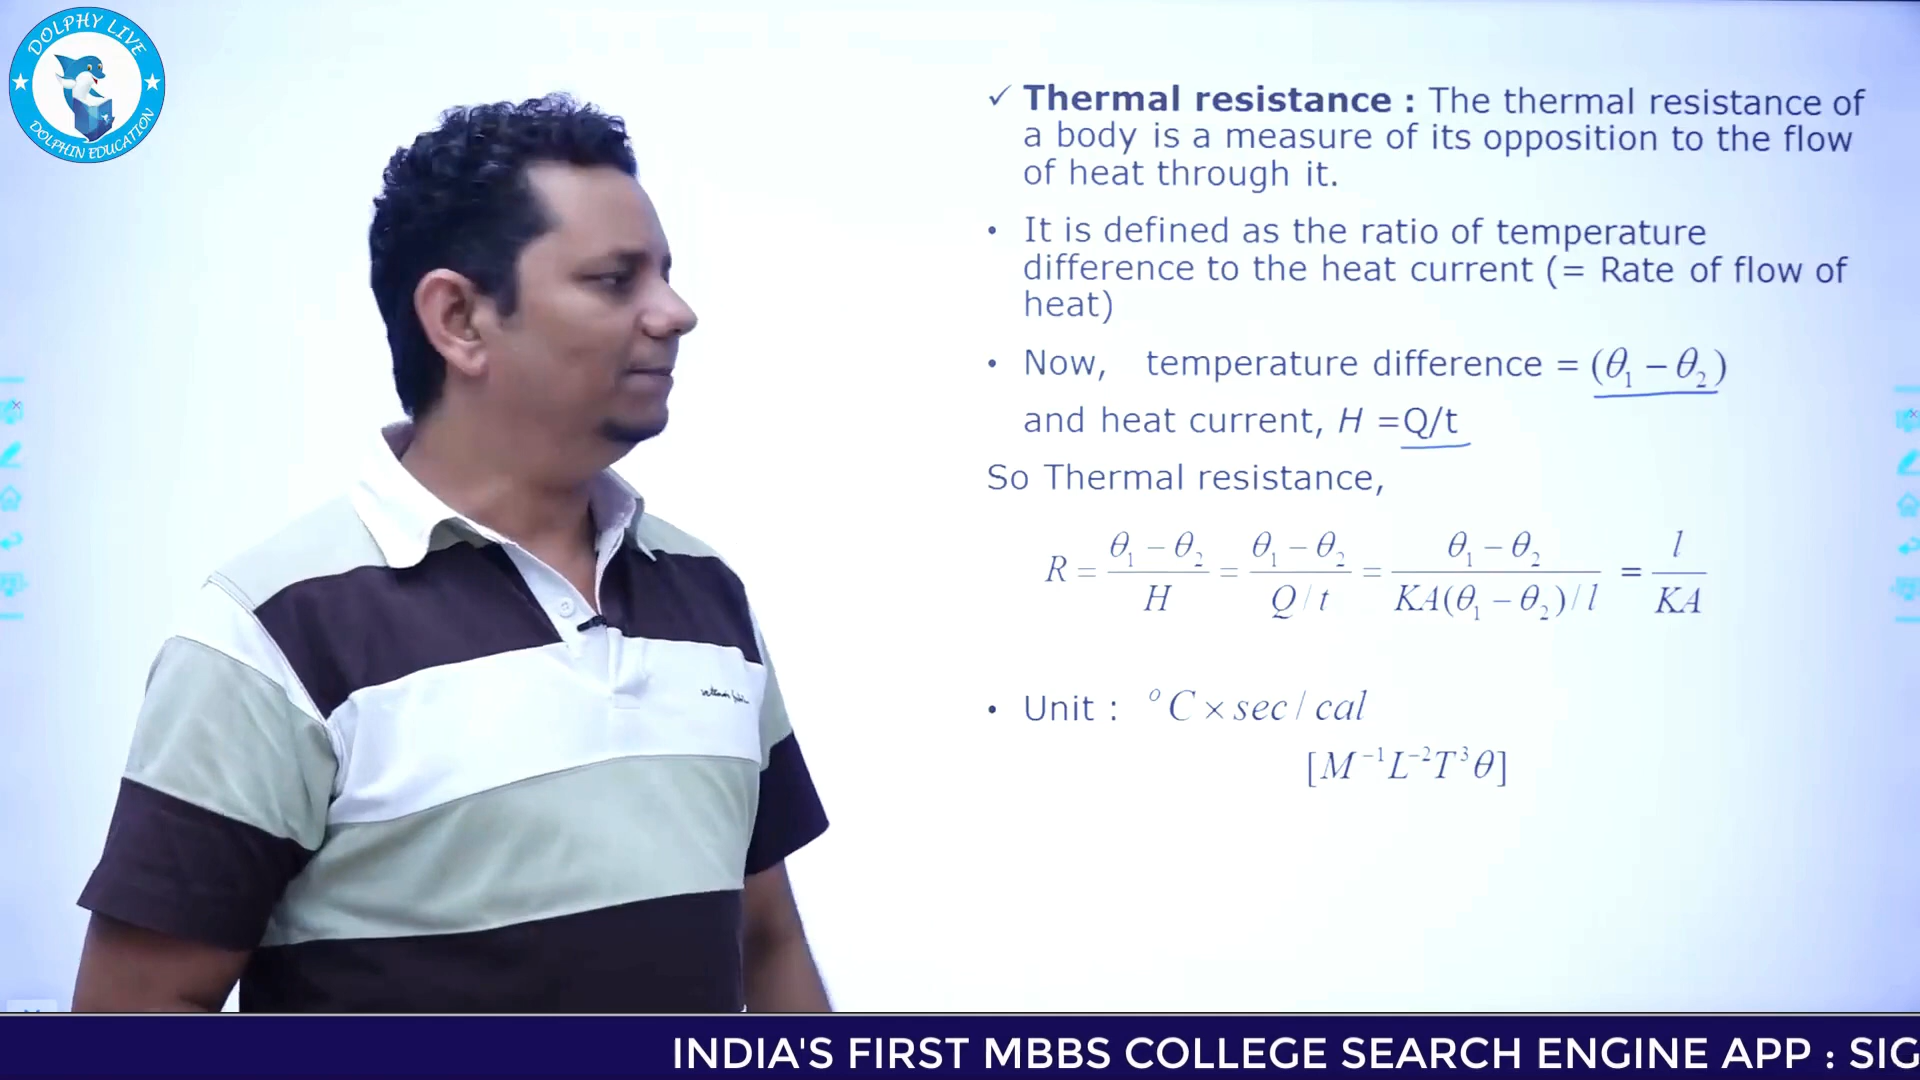 DOLPHY LIVE
DOLPHIN EDUCATION
✓ Thermal resistance : The thermal resistance of
a body is a measure of its opposition to the flow
of heat through it.
• It is defined as the ratio of temperature
difference to the heat current (= Rate of flow of
heat)
• Now, temperature difference = (θ₁ − θ₂)
and heat current, H =Q/t
So Thermal resistance,
R = (θ₁ − θ₂)/H = (θ₁ − θ₂)/(Q / t) = (θ₁ − θ₂)/(KA(θ₁ − θ₂) / l) = l/KA
• Unit : °C × sec / cal
[M⁻¹L⁻²T³θ]
INDIA'S FIRST MBBS COLLEGE SEARCH ENGINE APP : SIG